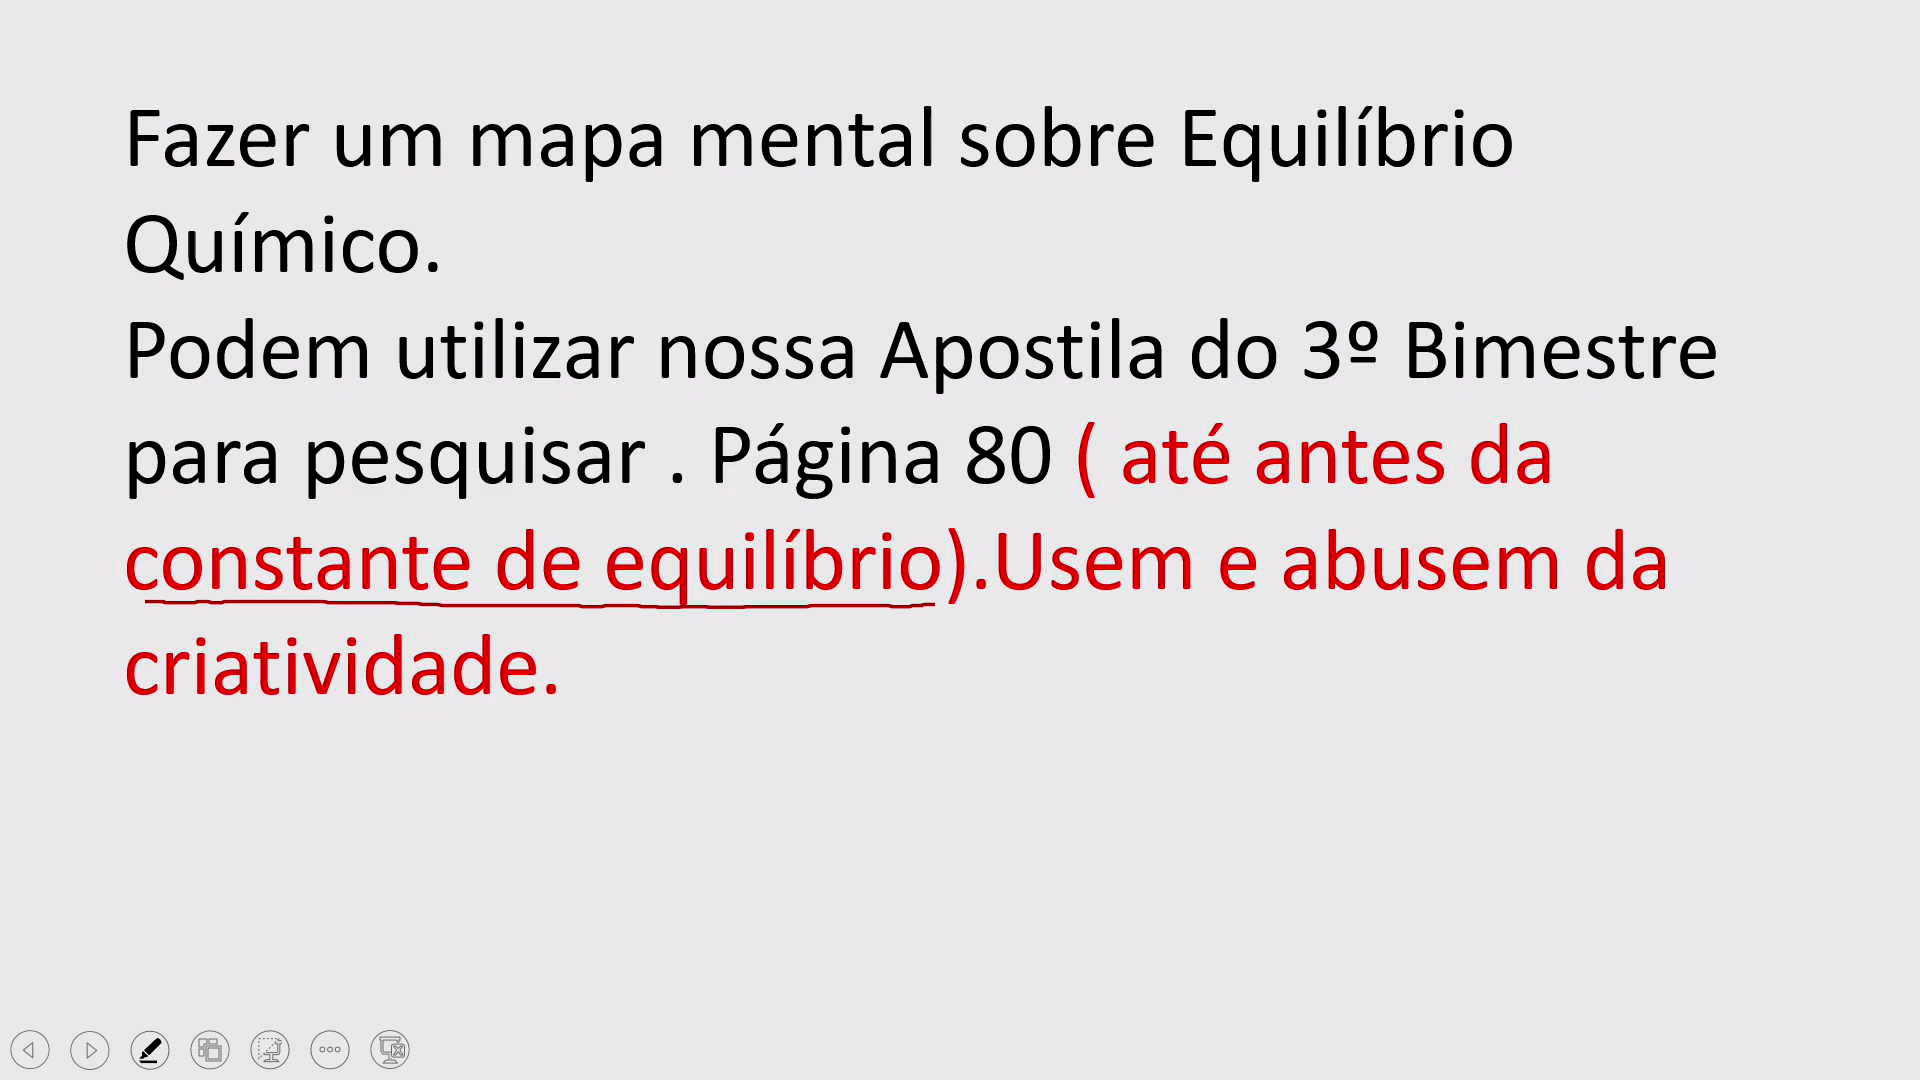 Fazer um mapa mental sobre Equilíbrio
Químico.
Podem utilizar nossa Apostila do 3º Bimestre
para pesquisar . Página 80 ( até antes da
constante de equilíbrio).Usem e abusem da
criatividade.